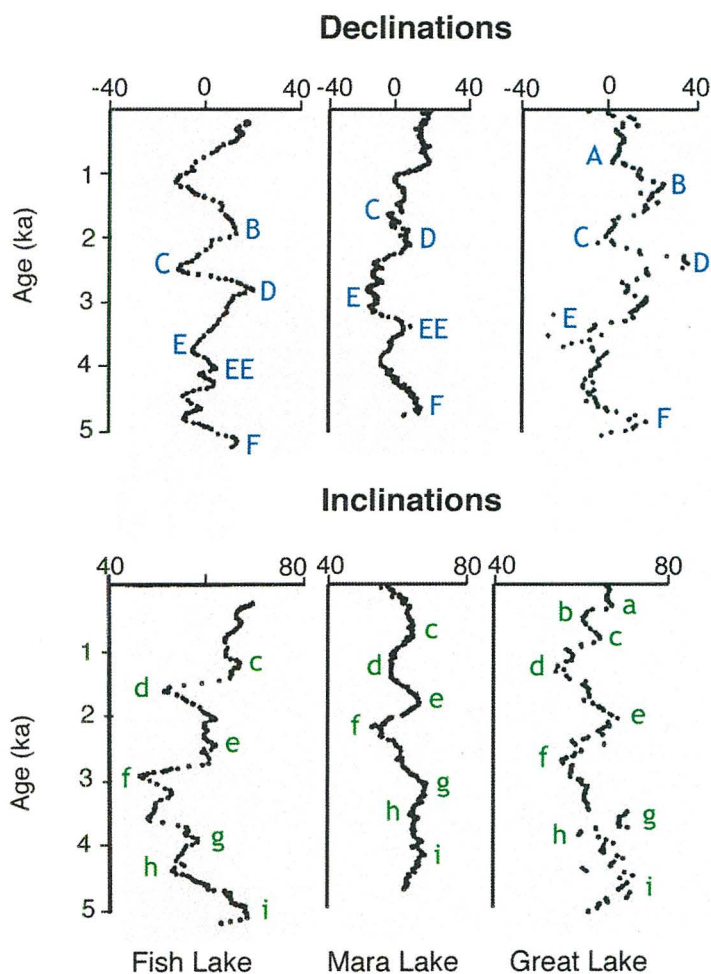 Declinations
-40 0 40 -40 0 40 -40 0 40
Age (ka)
1
2
3
4
5
B
C
D
E
EE
F
C
D
E
EE
F
A
B
C
D
E
F
Inclinations
40 80 40 80 40 80
Age (ka)
1
2
3
4
5
c
d
e
f
g
h
i
c
d
e
f
g
h
i
a
b
c
d
e
f
g
h
i
Fish Lake Mara Lake Great Lake